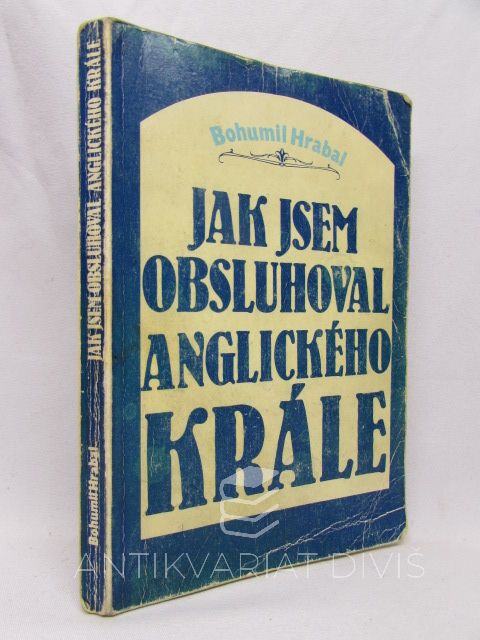 Bohumil Hrabal
JAK JSEM
OBSLUHOVAL
ANGLICKÉHO
KRÁLE
Bohumil Hrabal
JAK JSEM OBSLUHOVAL ANGLICKÉHO KRÁLE
ANTIKVARIÁT DIVIŠ